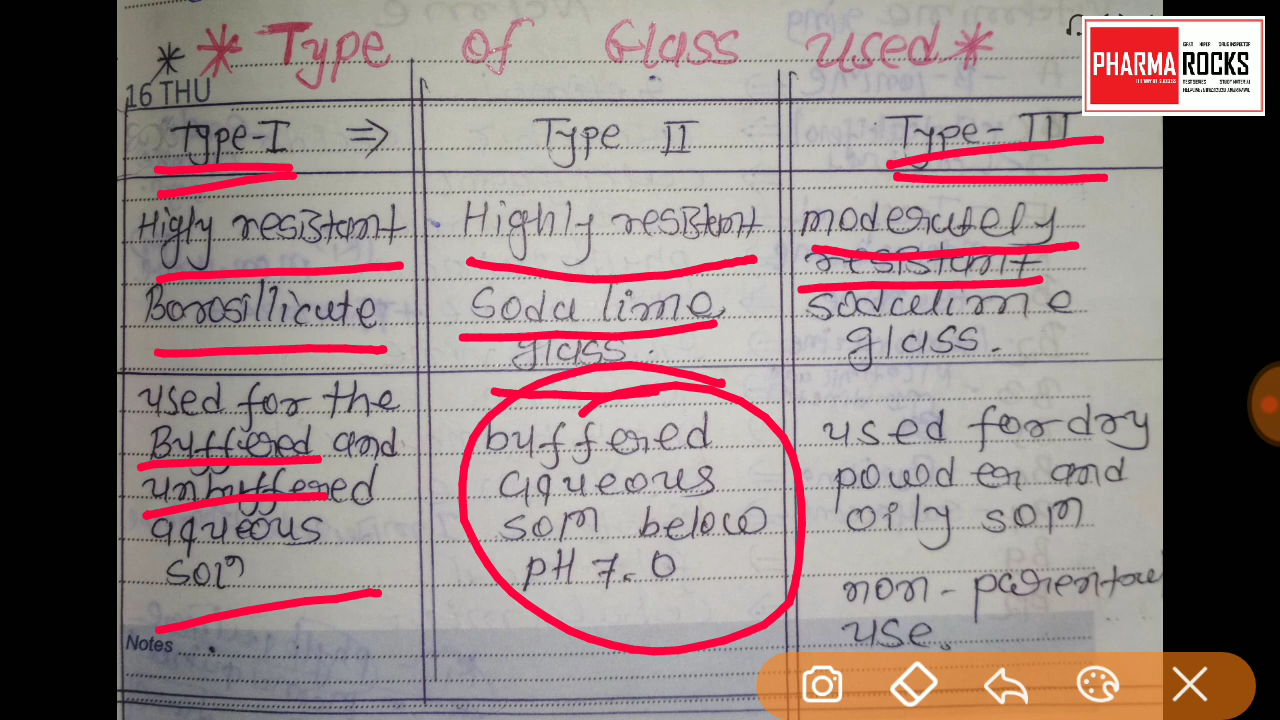 * * Type of Glass used *
PHARMA ROCKS
16 THU
Type-I ⇒ Type II Type-III
Higly resistant
Borosillicate
Highly resistant
Soda lime
glass.
moderately
resistant
sodalime
glass.
used for the
Buffered and
unbuffered
aqueous
soln
buffered
aqueous
soln below
pH 7.0
used for dry
powder and
oily soln
non-parenteral
use.
Notes